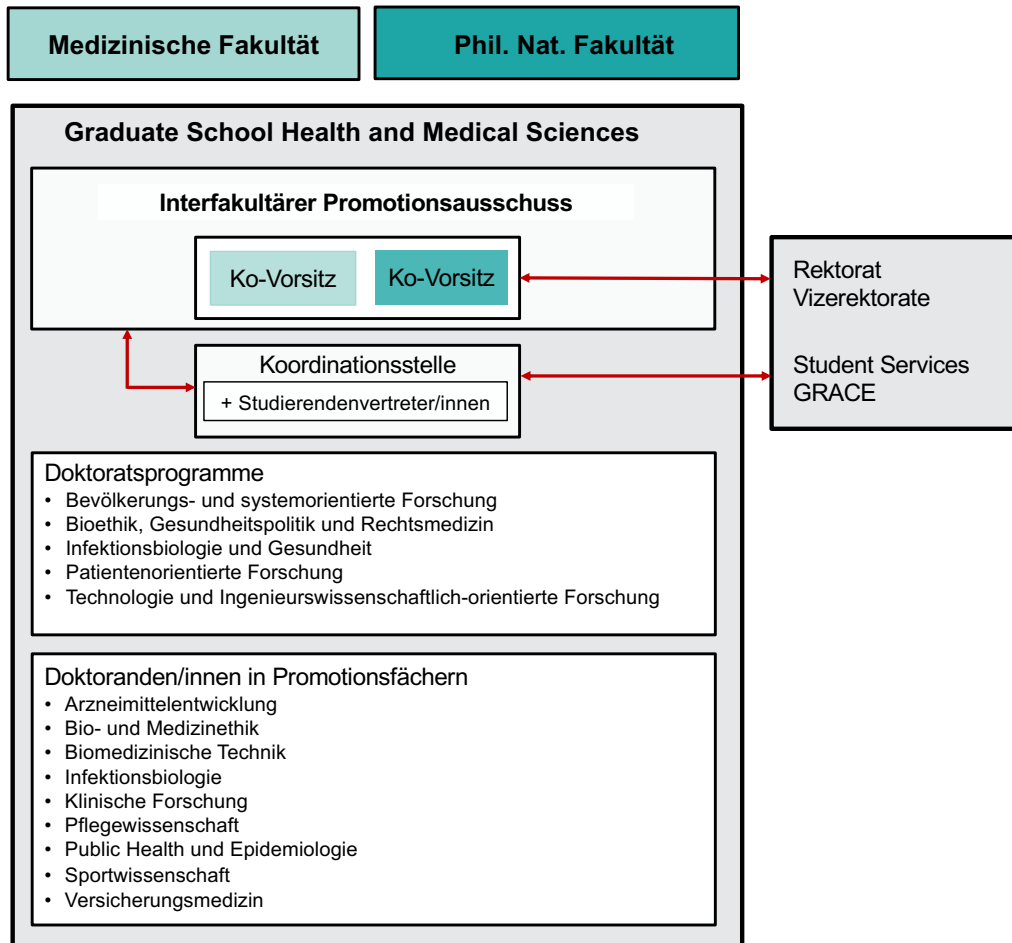 Medizinische Fakultät
Phil. Nat. Fakultät
Graduate School Health and Medical Sciences
Interfakultärer Promotionsausschuss
Ko-Vorsitz
Ko-Vorsitz
Rektorat
Vizerektorate
Student Services
GRACE
Koordinationsstelle
+ Studierendenvertreter/innen
Doktoratsprogramme
• Bevölkerungs- und systemorientierte Forschung
• Bioethik, Gesundheitspolitik und Rechtsmedizin
• Infektionsbiologie und Gesundheit
• Patientenorientierte Forschung
• Technologie und Ingenieurswissenschaftlich-orientierte Forschung
Doktoranden/innen in Promotionsfächern
• Arzneimittelentwicklung
• Bio- und Medizinethik
• Biomedizinische Technik
• Infektionsbiologie
• Klinische Forschung
• Pflegewissenschaft
• Public Health und Epidemiologie
• Sportwissenschaft
• Versicherungsmedizin